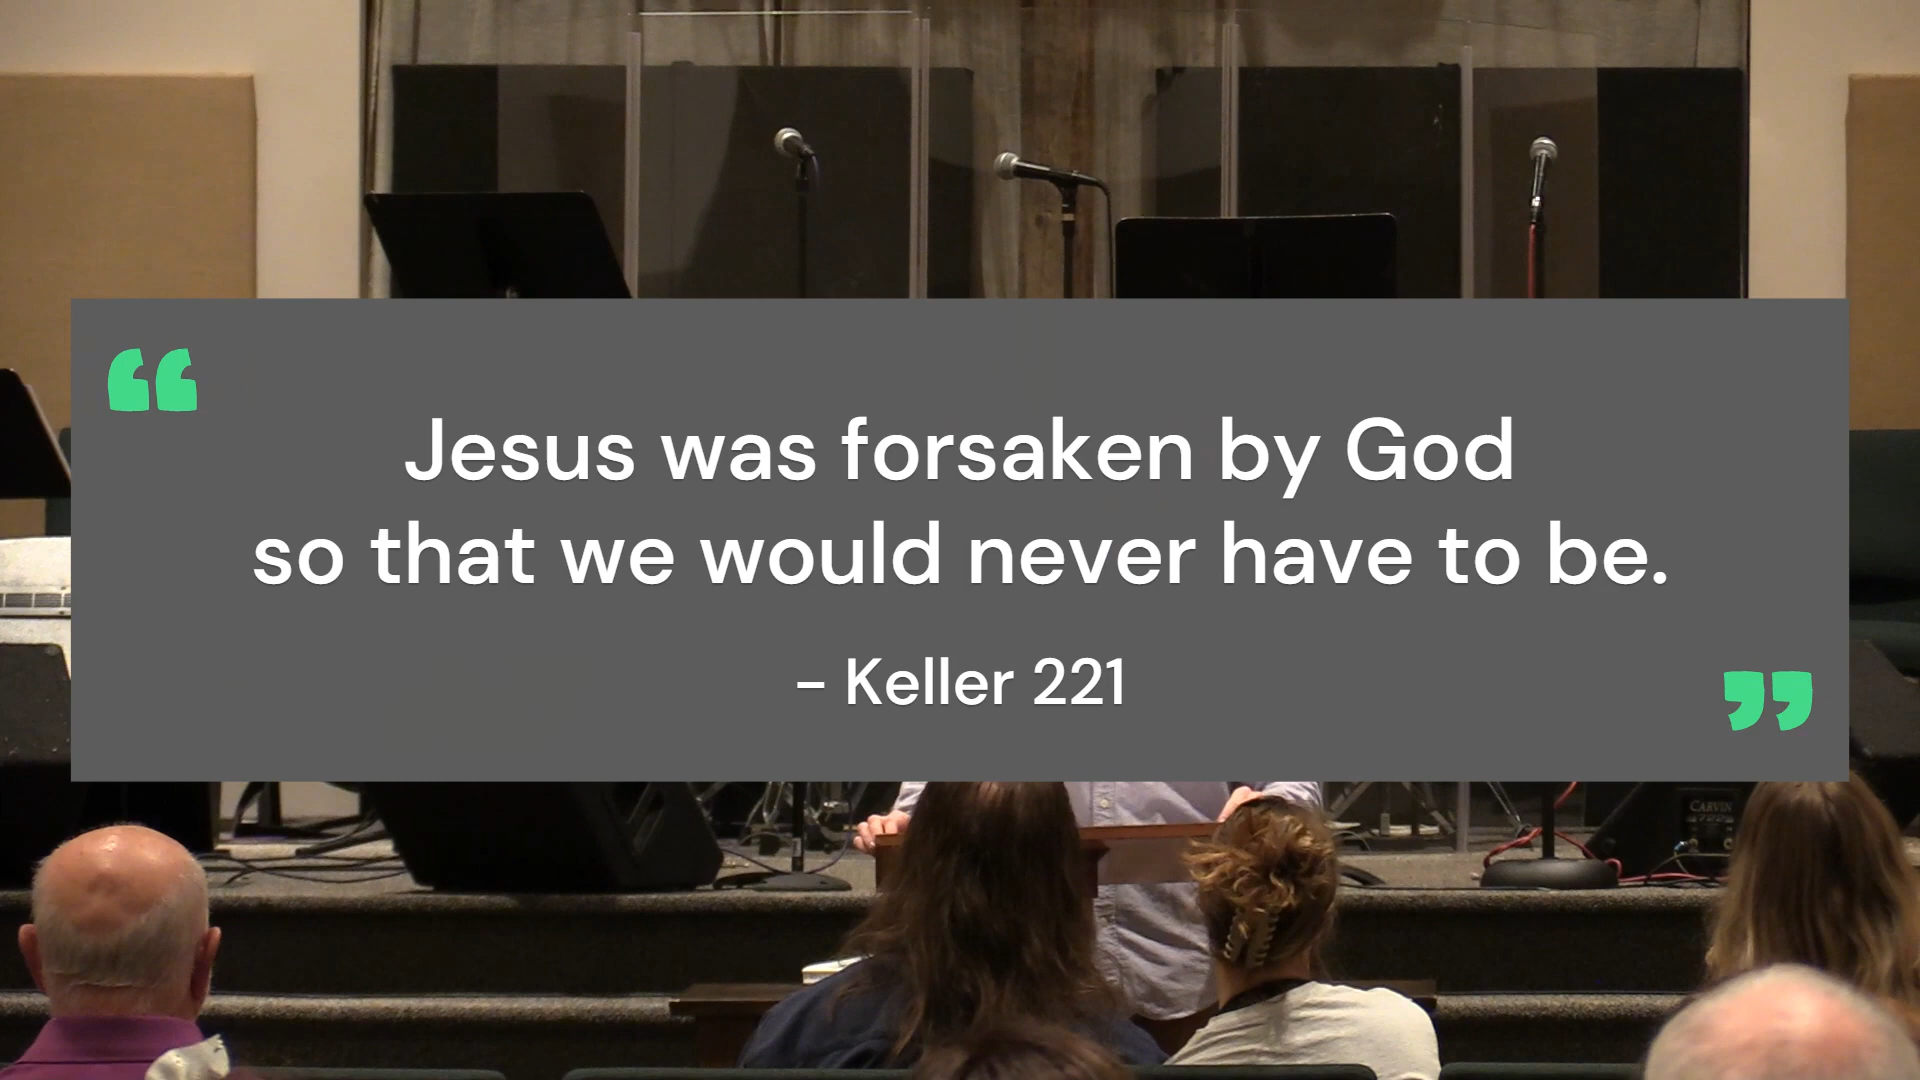 “
Jesus was forsaken by God
so that we would never have to be.
– Keller 221
”
CARVIN